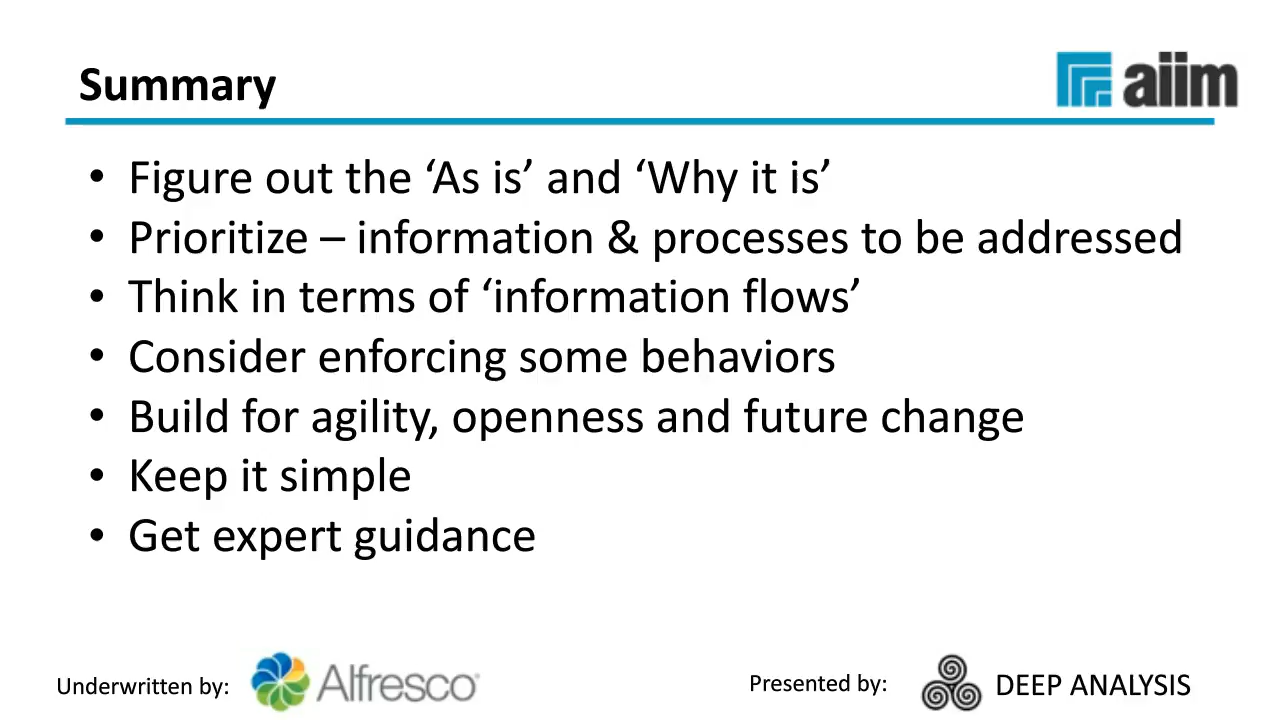 Summary
aiim
• Figure out the ‘As is’ and ‘Why it is’
• Prioritize – information & processes to be addressed
• Think in terms of ‘information flows’
• Consider enforcing some behaviors
• Build for agility, openness and future change
• Keep it simple
• Get expert guidance
Underwritten by: Alfresco Presented by: DEEP ANALYSIS